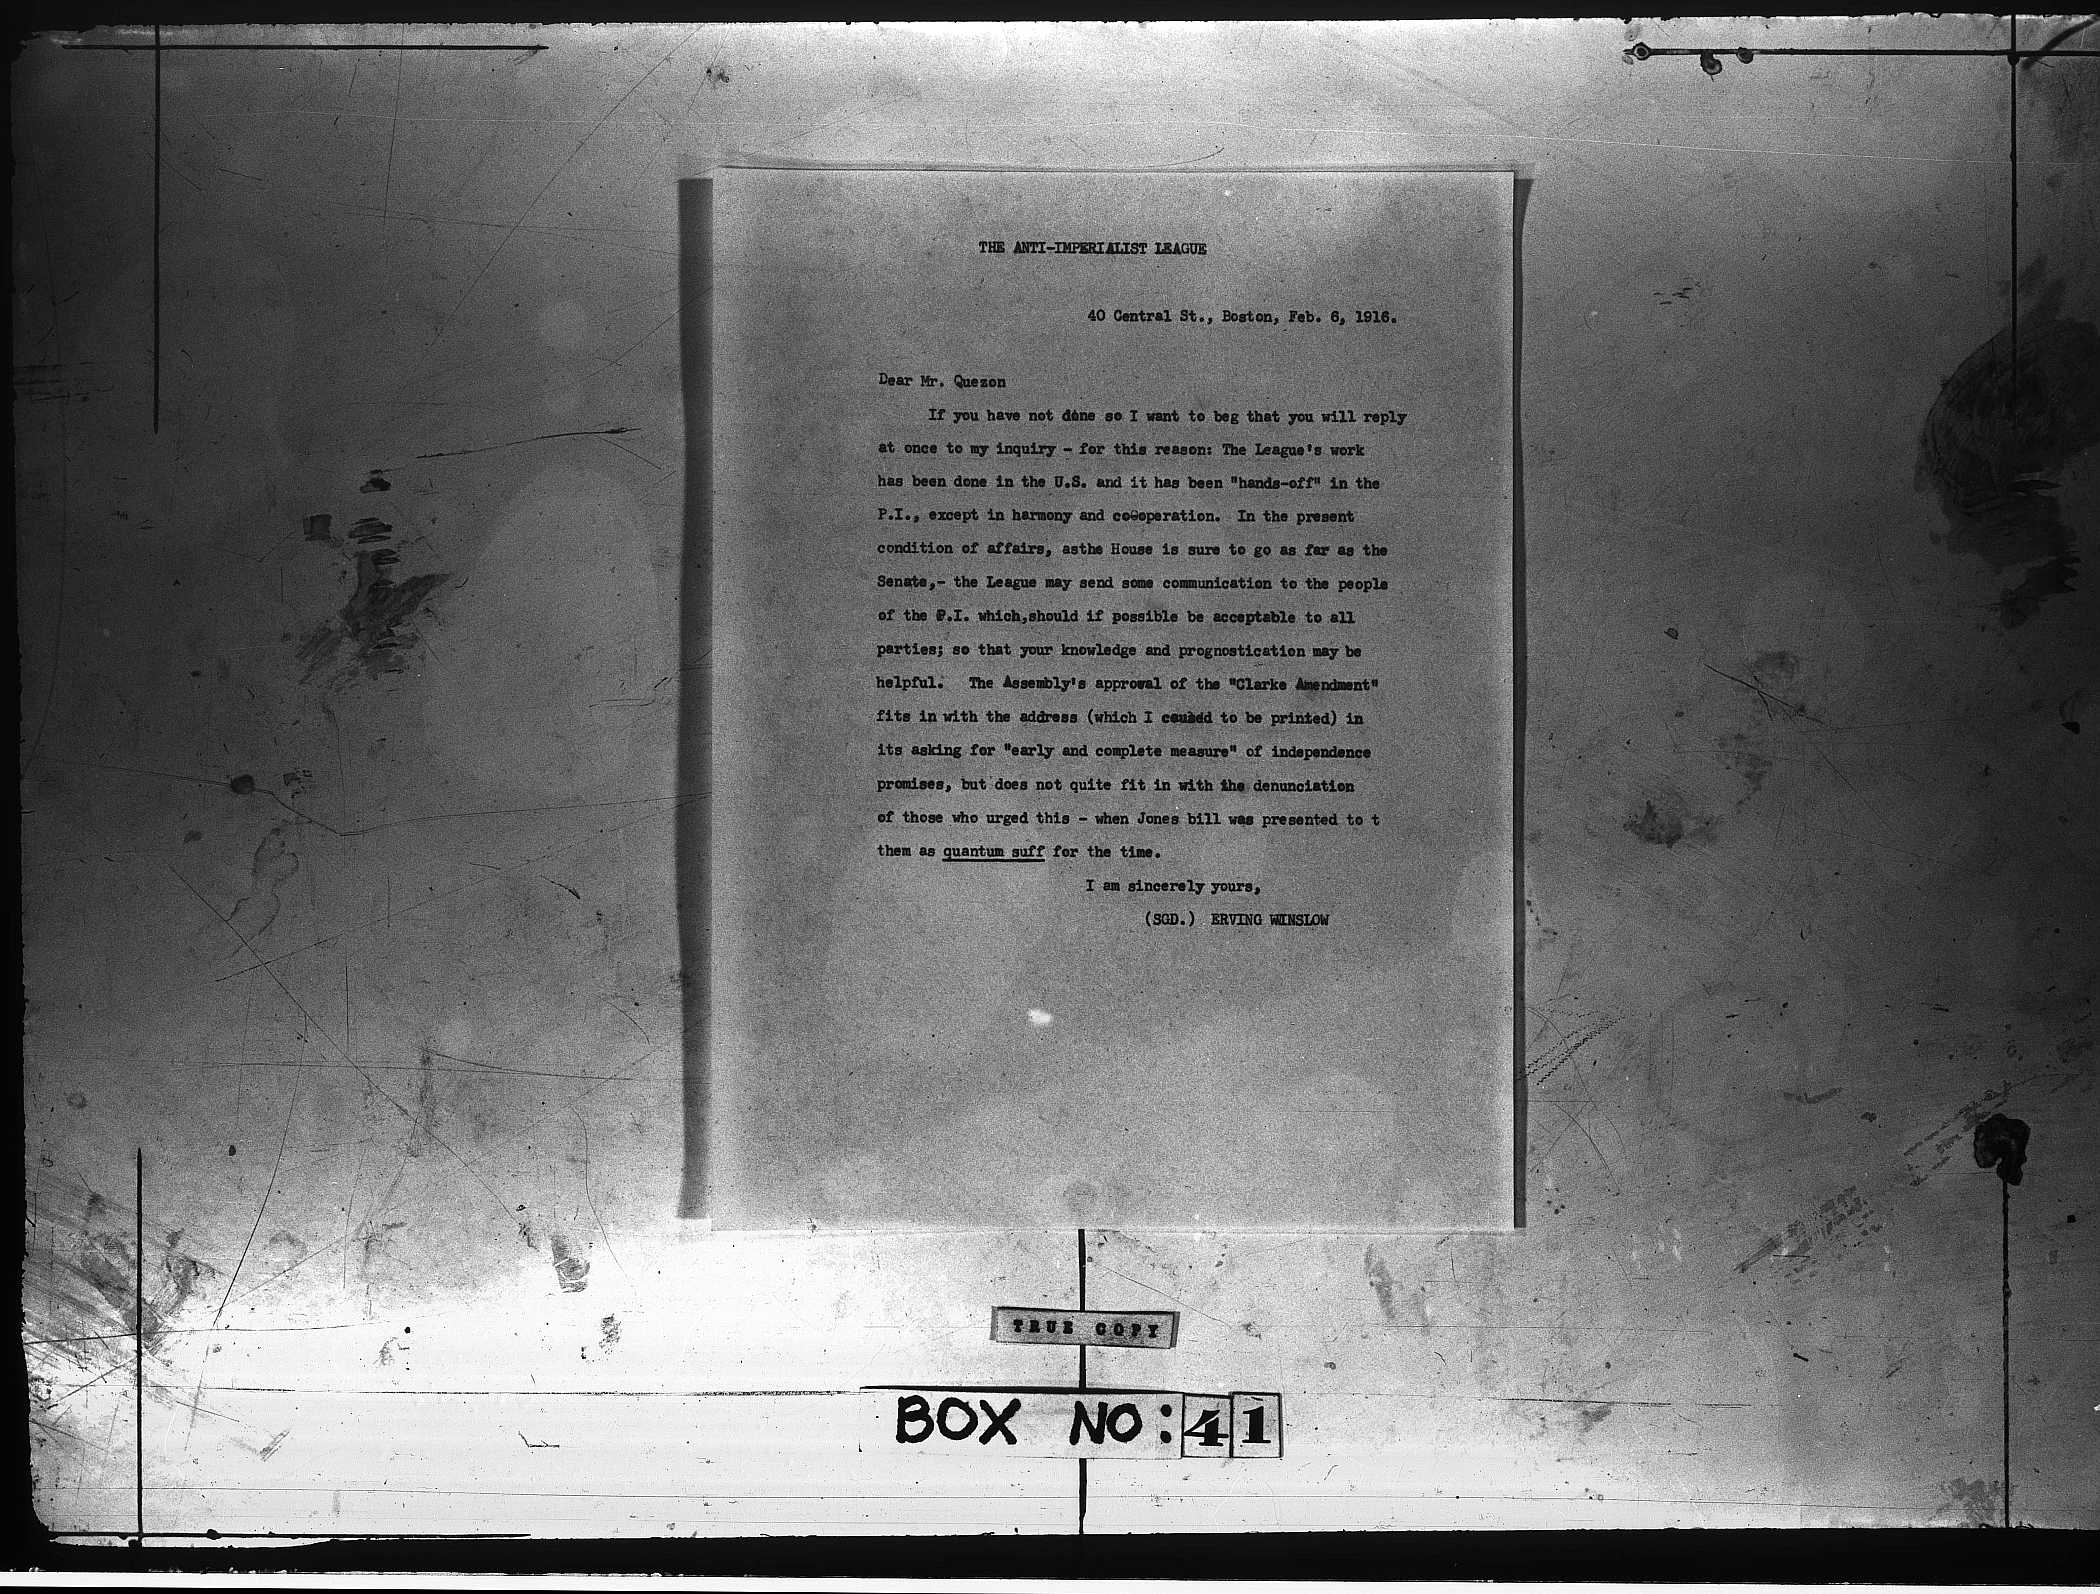 THE ANTI-IMPERIALIST LEAGUE
40 Central St., Boston, Feb. 6, 1916.
Dear Mr. Quezon
If you have not done so I want to beg that you will reply
at once to my inquiry - for this reason: The League's work
has been done in the U.S. and it has been "hands-off" in the
P.I., except in harmony and cooperation. In the present
condition of affairs, asthe House is sure to go as far as the
Senate,- the League may send some communication to the people
of the P.I. which,should if possible be acceptable to all
parties; so that your knowledge and prognostication may be
helpful. The Assembly's approval of the "Clarke Amendment"
fits in with the address (which I caused to be printed) in
its asking for "early and complete measure" of independence
promises, but does not quite fit in with the denunciation
of those who urged this - when Jones bill was presented to t
them as quantum suff for the time.
I am sincerely yours,
(SGD.) ERVING WINSLOW
TRUE COPY
BOX NO: 41